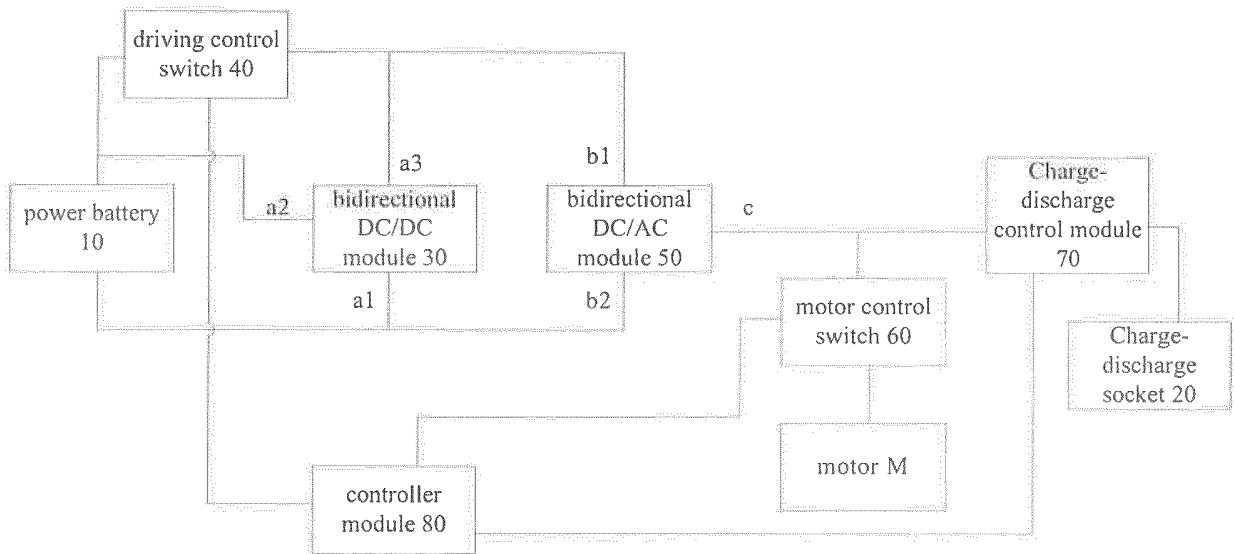 driving control
switch 40
a3
b1
power battery
10
a2
bidirectional
DC/DC
module 30
bidirectional
DC/AC
module 50
c
Charge-
discharge
control module
70
a1
b2
motor control
switch 60
Charge-
discharge
socket 20
motor M
controller
module 80